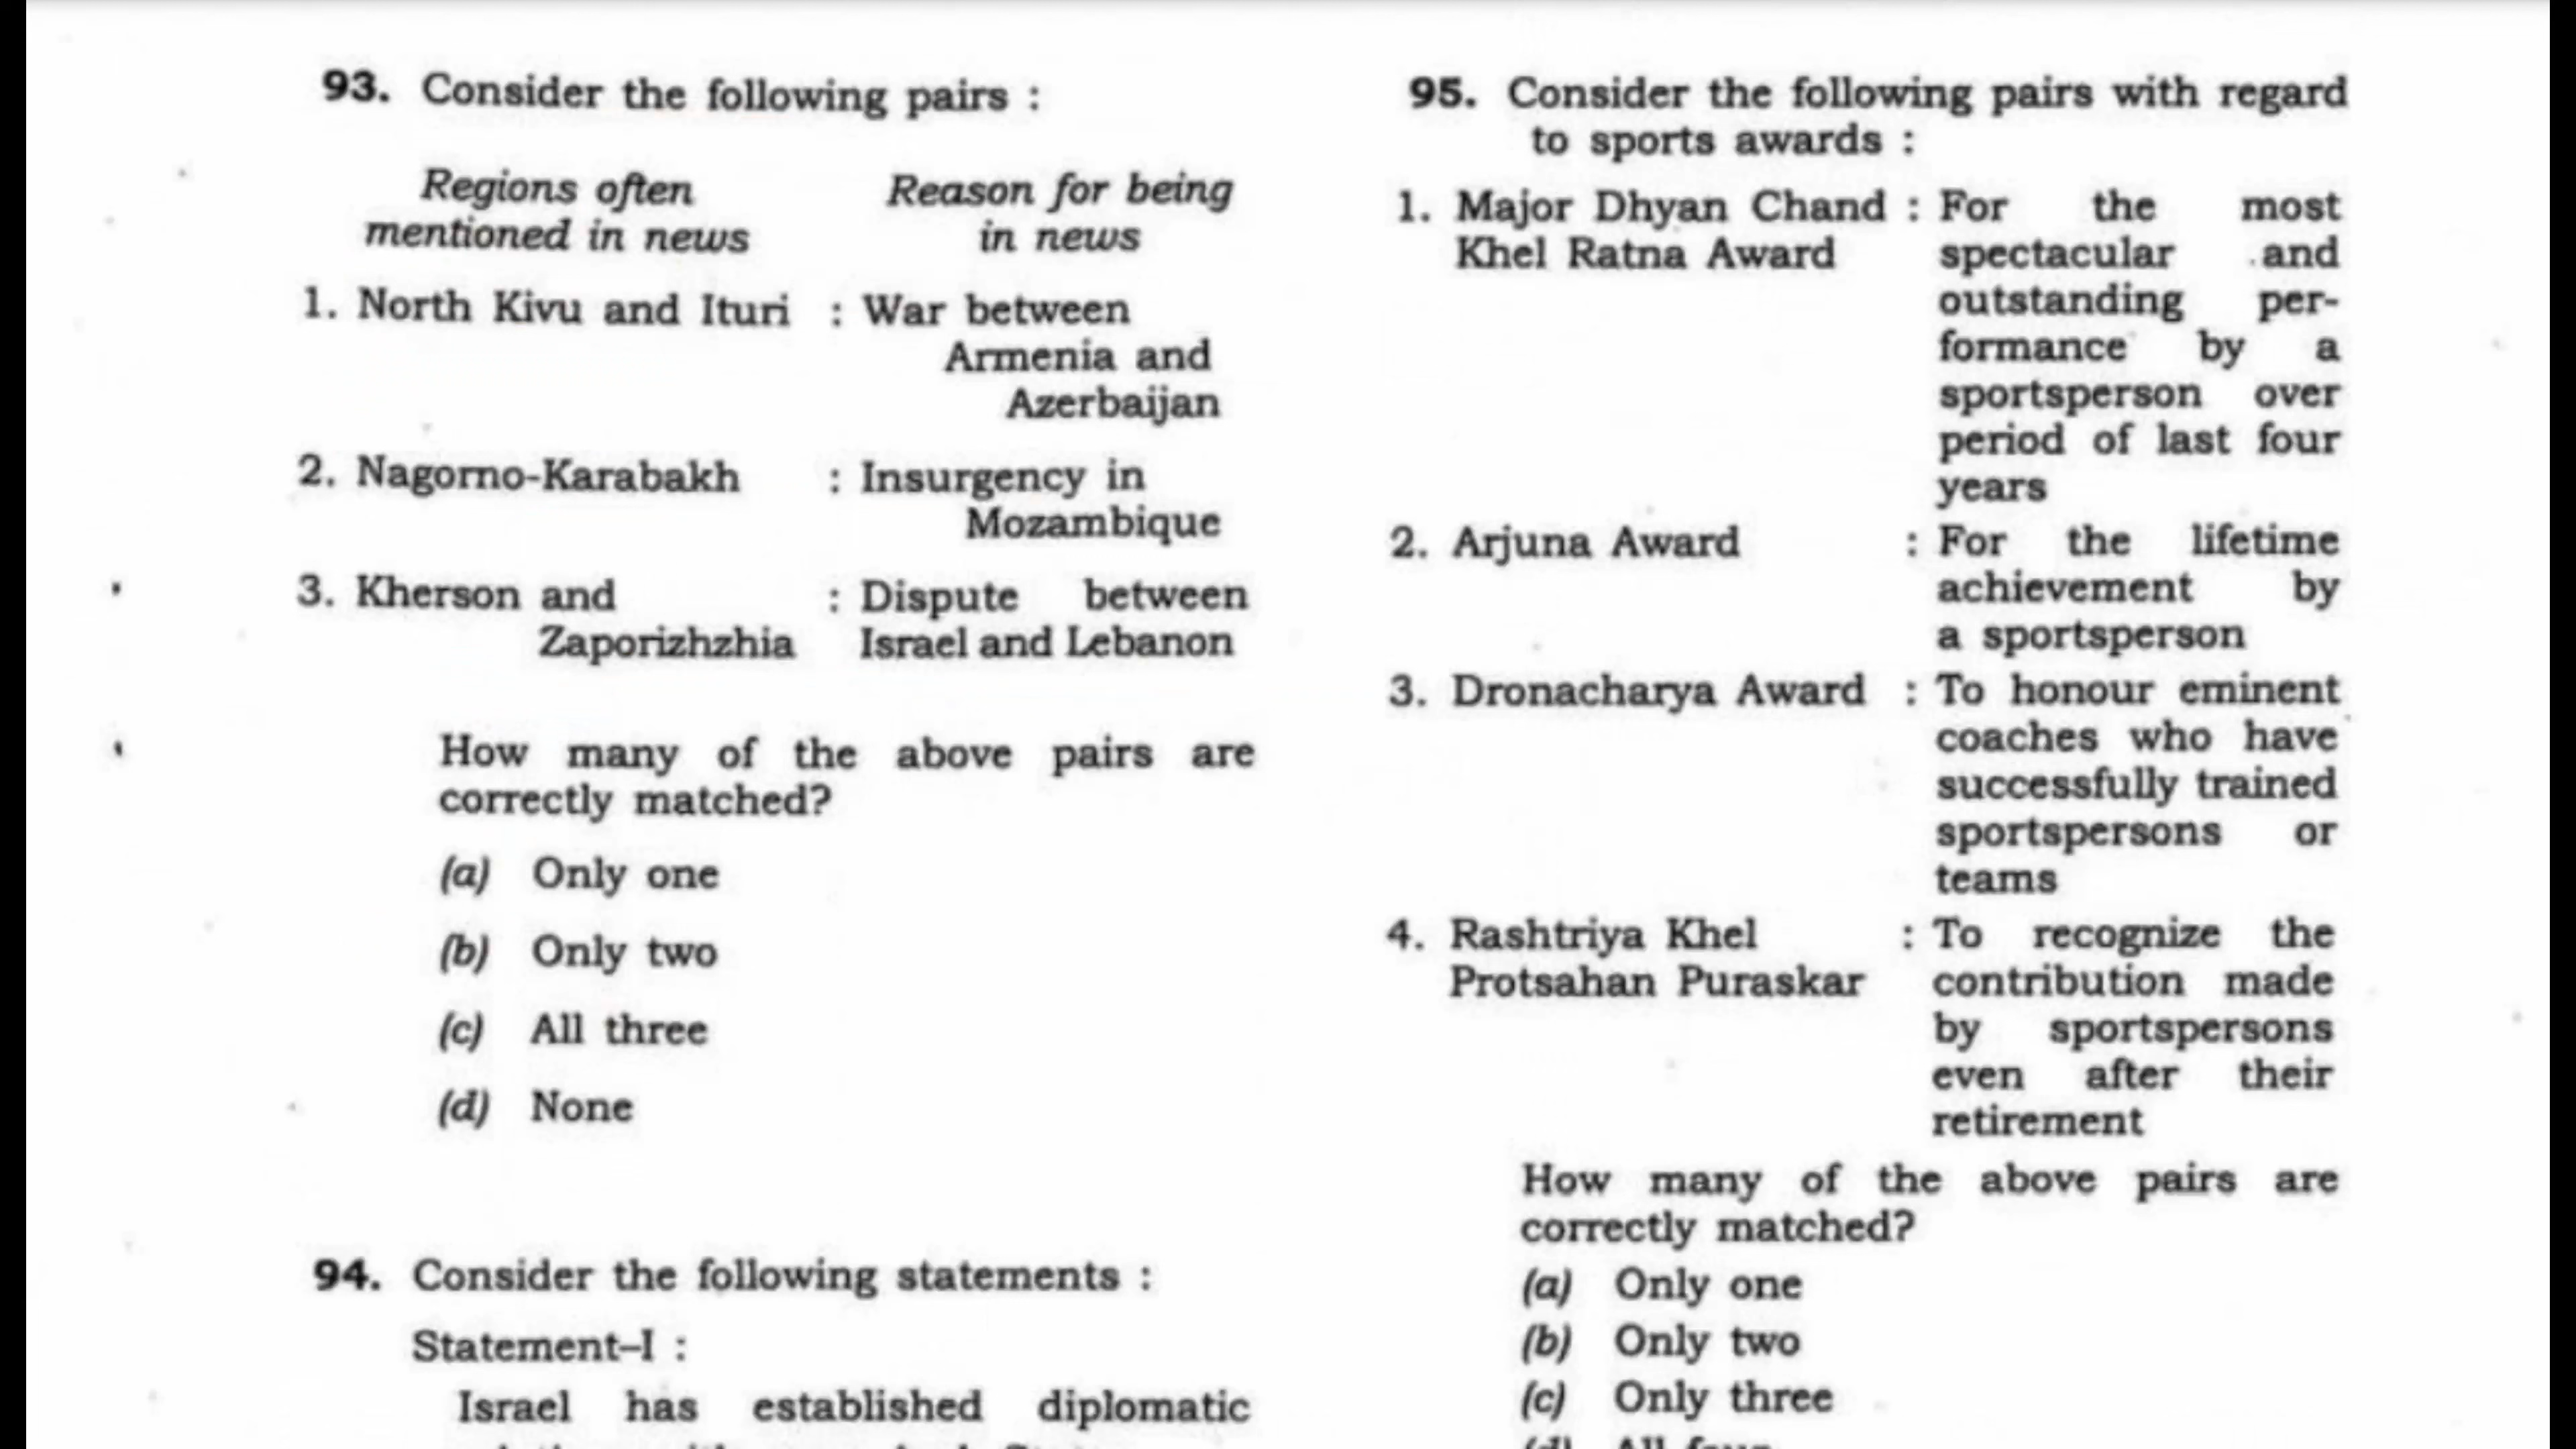 93. Consider the following pairs :
Regions often Reason for being
mentioned in news in news
1. North Kivu and Ituri : War between
Armenia and
Azerbaijan
2. Nagorno-Karabakh : Insurgency in
Mozambique
3. Kherson and : Dispute between
Zaporizhzhia Israel and Lebanon
How many of the above pairs are
correctly matched?
(a) Only one
(b) Only two
(c) All three
(d) None
94. Consider the following statements :
Statement–I :
Israel has established diplomatic
95. Consider the following pairs with regard
to sports awards :
1. Major Dhyan Chand : For the most
Khel Ratna Award spectacular and
outstanding per-
formance by a
sportsperson over
period of last four
years
2. Arjuna Award : For the lifetime
achievement by
a sportsperson
3. Dronacharya Award : To honour eminent
coaches who have
successfully trained
sportspersons or
teams
4. Rashtriya Khel : To recognize the
Protsahan Puraskar contribution made
by sportspersons
even after their
retirement
How many of the above pairs are
correctly matched?
(a) Only one
(b) Only two
(c) Only three